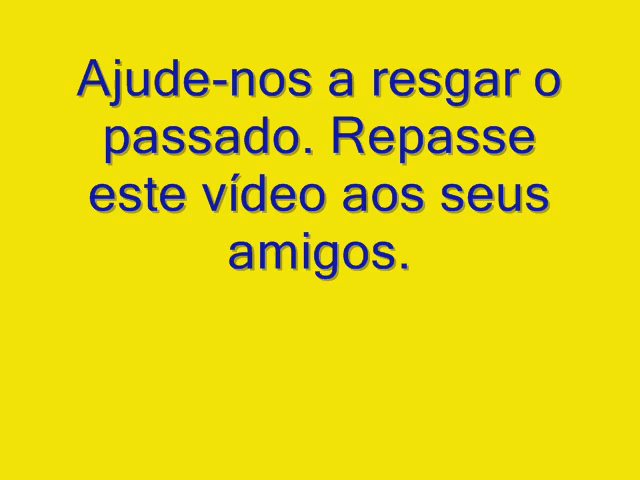 Ajude-nos a resgar o
passado. Repasse
este vídeo aos seus
amigos.